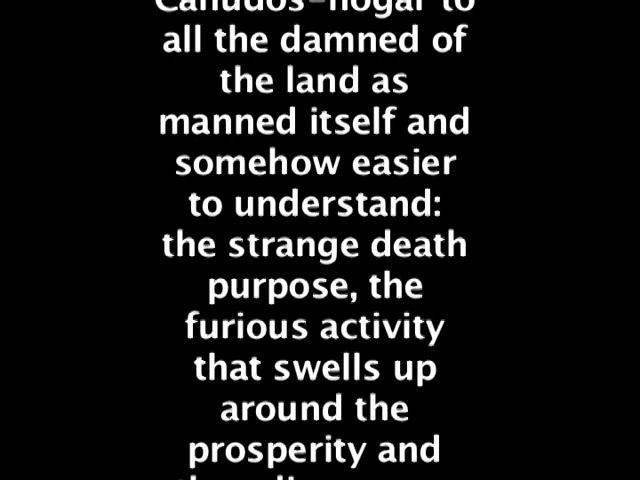 Canudos-hogar to
all the damned of
the land as
manned itself and
somehow easier
to understand:
the strange death
purpose, the
furious activity
that swells up
around the
prosperity and